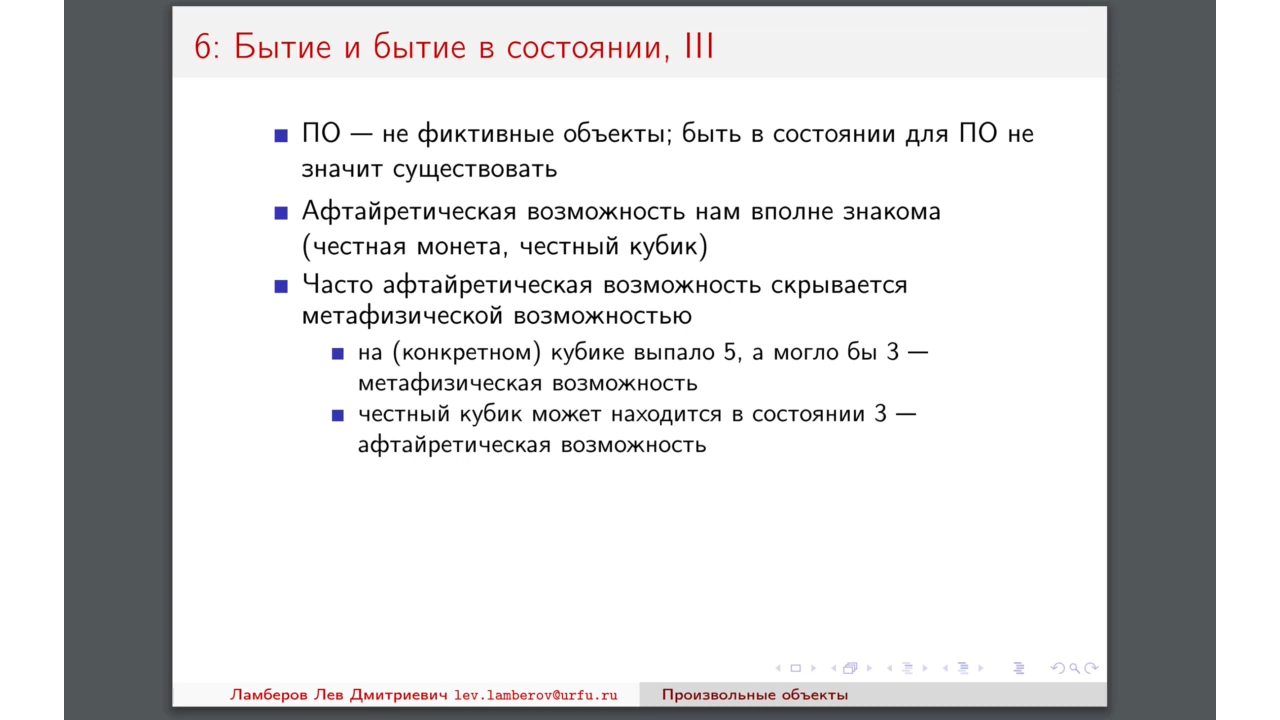 6: Бытие и бытие в состоянии, III
ПО — не фиктивные объекты; быть в состоянии для ПО не
значит существовать
Афтайретическая возможность нам вполне знакома
(честная монета, честный кубик)
Часто афтайретическая возможность скрывается
метафизической возможностью
на (конкретном) кубике выпало 5, а могло бы 3 —
метафизическая возможность
честный кубик может находится в состоянии 3 —
афтайретическая возможность
Ламберов Лев Дмитриевич lev.lamberov@urfu.ru
Произвольные объекты